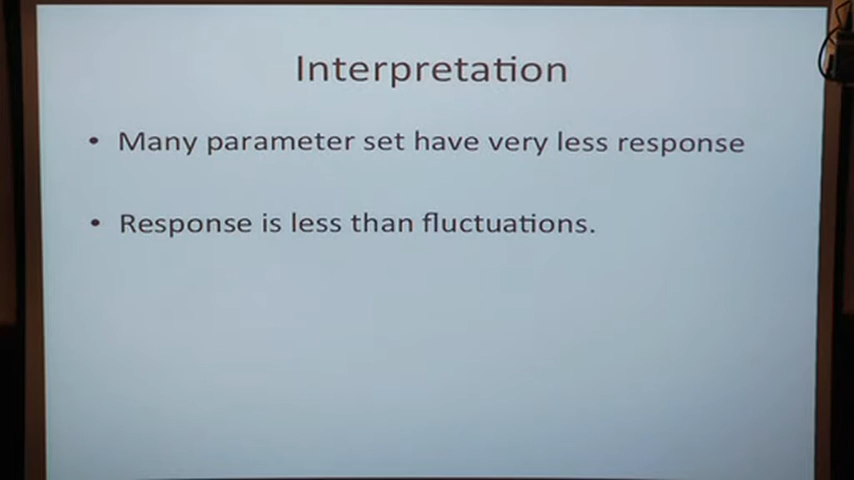 Interpretation
• Many parameter set have very less response
• Response is less than fluctuations.